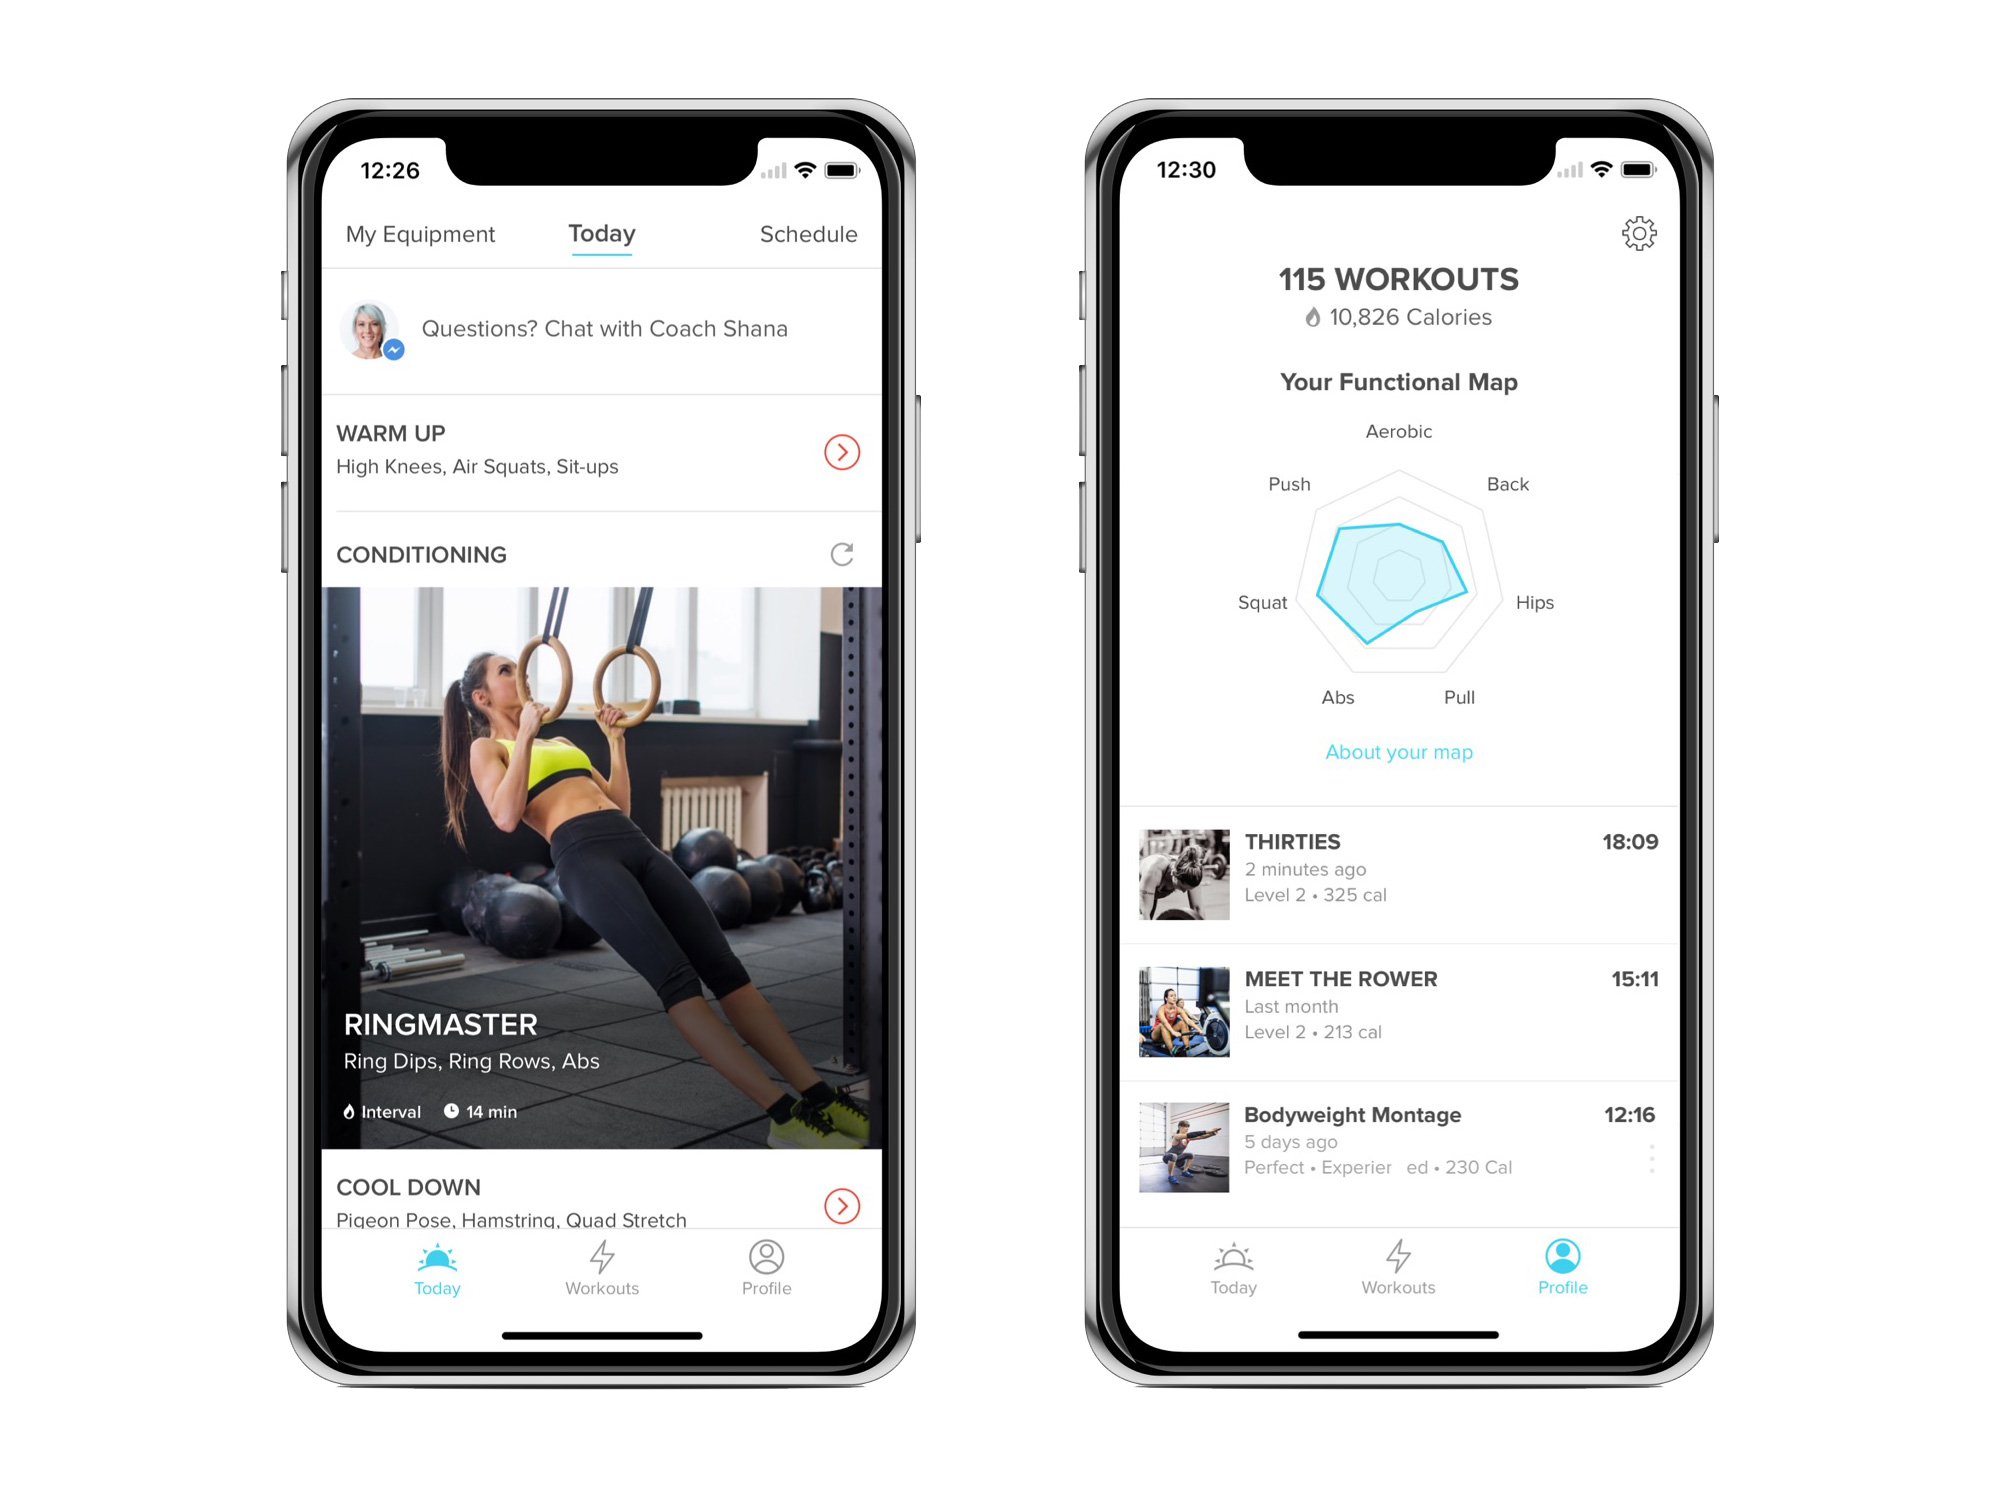 12:26
My Equipment Today Schedule
Questions? Chat with Coach Shana
WARM UP
High Knees, Air Squats, Sit-ups
CONDITIONING
RINGMASTER
Ring Dips, Ring Rows, Abs
Interval 14 min
COOL DOWN
Pigeon Pose, Hamstring, Quad Stretch
Today Workouts Profile
12:30
115 WORKOUTS
10,826 Calories
Your Functional Map
Aerobic
Push Back
Squat Hips
Abs Pull
About your map
THIRTIES 18:09
2 minutes ago
Level 2 • 325 cal
MEET THE ROWER 15:11
Last month
Level 2 • 213 cal
Bodyweight Montage 12:16
5 days ago
Perfect • Experier ed • 230 Cal
Today Workouts Profile